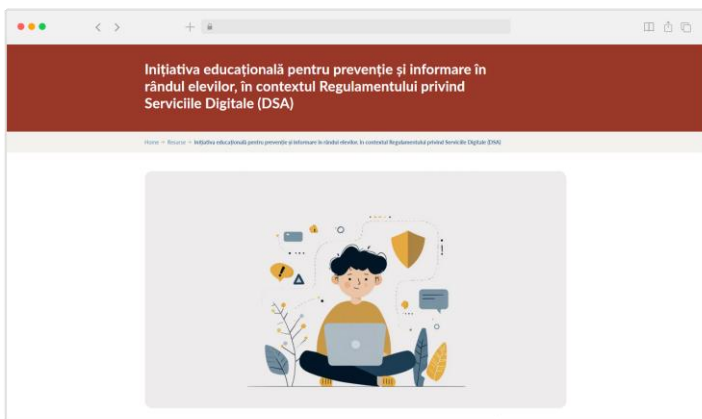 Inițiativa educațională pentru prevenție și informare în
rândul elevilor, în contextul Regulamentului privind
Serviciile Digitale (DSA)
Home » Resurse » Inițiativa educațională pentru prevenție și informare în rândul elevilor, în contextul Regulamentului privind Serviciile Digitale (DSA)